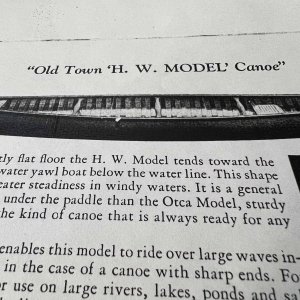 "Old Town 'H. W. MODEL' Canoe"
tly flat floor the H. W. Model tends toward the
water yawl boat below the water line. This shape
eater steadiness in windy waters. It is a general
under the paddle than the Otca Model, sturdy
the kind of canoe that is always ready for any
enables this model to ride over large waves in-
in the case of a canoe with sharp ends. Fo
or use on large rivers, lakes, ponds and